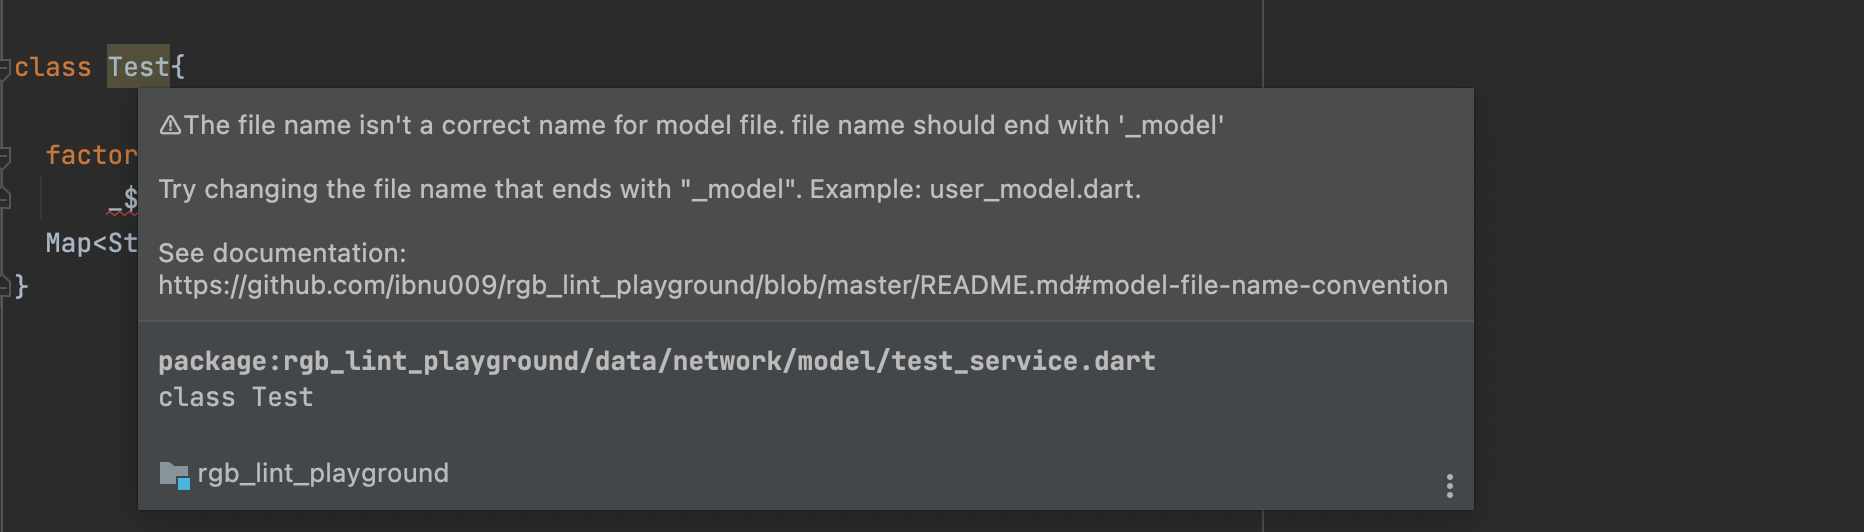 class Test{
⚠The file name isn't a correct name for model file. file name should end with '_model'
factor
Try changing the file name that ends with "_model". Example: user_model.dart.
_$
Map<St
See documentation:
https://github.com/ibnu009/rgb_lint_playground/blob/master/README.md#model-file-name-convention
}
package:rgb_lint_playground/data/network/model/test_service.dart
class Test
rgb_lint_playground